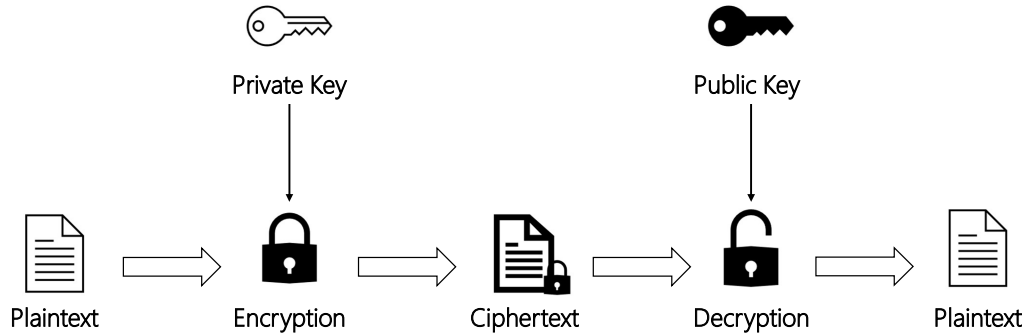 Private Key
Public Key
Plaintext
Encryption
Ciphertext
Decryption
Plaintext